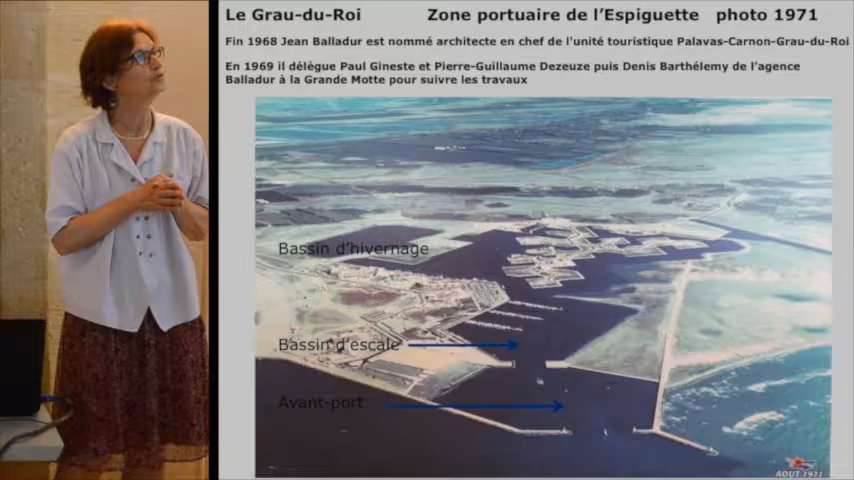 Le Grau-du-Roi Zone portuaire de l'Espiguette photo 1971
Fin 1968 Jean Balladur est nommé architecte en chef de l'unité touristique Palavas-Carnon-Grau-du-Roi
En 1969 il délègue Paul Gineste et Pierre-Guillaume Dezeuze puis Denis Barthélemy de l'agence
Balladur à la Grande Motte pour suivre les travaux
Bassin d'hivernage
Bassin d'escale
Avant-port
AOUT 1971